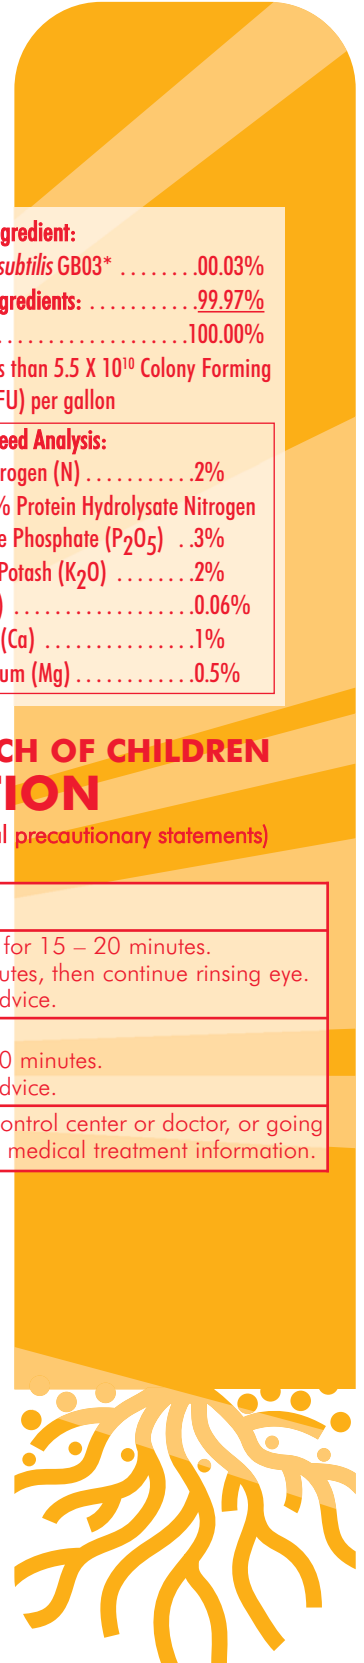 gredient:
subtilis GB03* . . . . . . . .00.03%
gredients: . . . . . . . . . . .99.97%
. . . . . . . . . . . . . . . . . . .100.00%
s than 5.5 X 10¹⁰ Colony Forming
FU) per gallon
eed Analysis:
rogen (N) . . . . . . . . . . .2%
% Protein Hydrolysate Nitrogen
e Phosphate (P₂O₅) . .3%
Potash (K₂O) . . . . . . . .2%
) . . . . . . . . . . . . . . . . . .0.06%
(Ca) . . . . . . . . . . . . . . .1%
um (Mg) . . . . . . . . . . . .0.5%
CH OF CHILDREN
TION
al precautionary statements)
for 15 – 20 minutes.
utes, then continue rinsing eye.
dvice.
0 minutes.
dvice.
ontrol center or doctor, or going
medical treatment information.